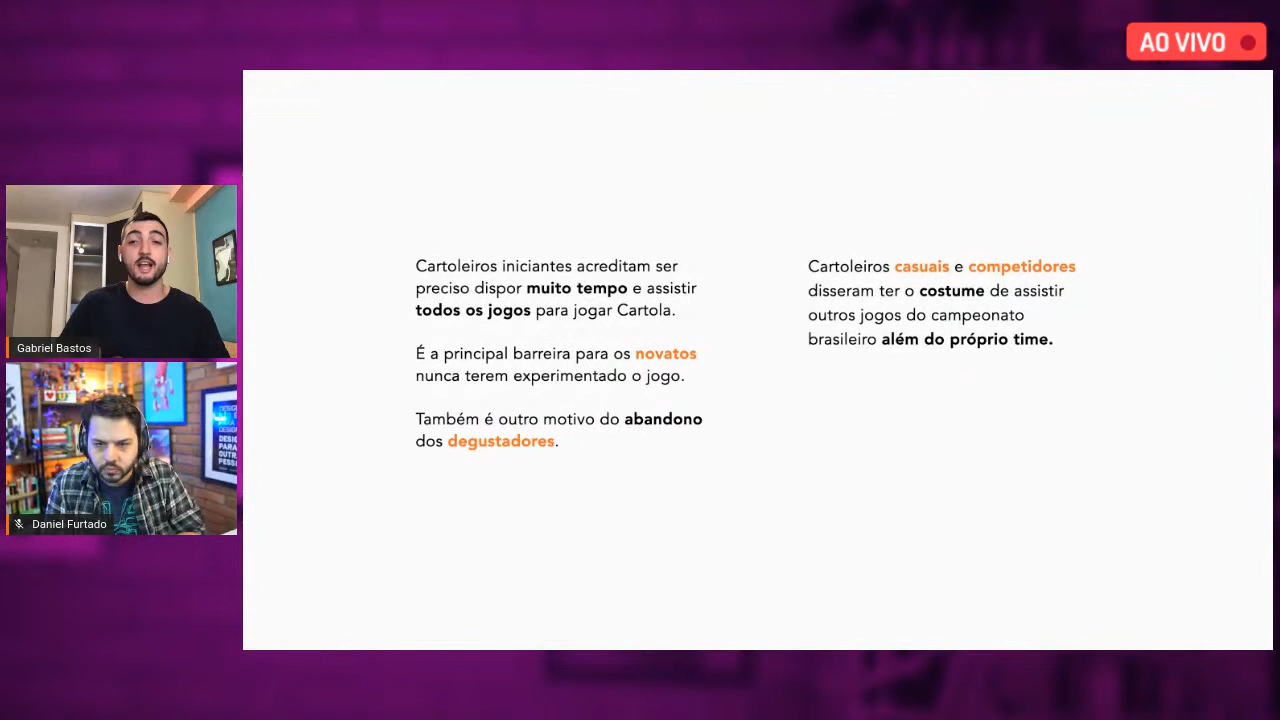 AO VIVO
Cartoleiros iniciantes acreditam ser
preciso dispor muito tempo e assistir
todos os jogos para jogar Cartola.
É a principal barreira para os novatos
nunca terem experimentado o jogo.
Também é outro motivo do abandono
dos degustadores.
Cartoleiros casuais e competidores
disseram ter o costume de assistir
outros jogos do campeonato
brasileiro além do próprio time.
Gabriel Bastos
DESIGN
PARA
Daniel Furtado